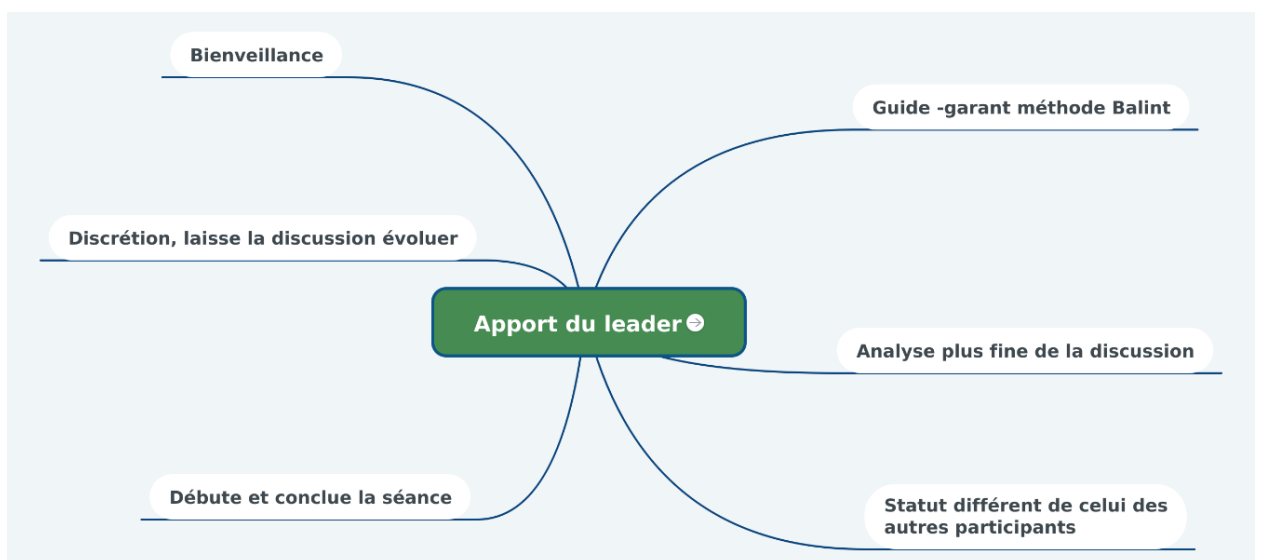 Bienveillance
Guide -garant méthode Balint
Discrétion, laisse la discussion évoluer
Apport du leader
Analyse plus fine de la discussion
Débute et conclue la séance
Statut différent de celui des
autres participants